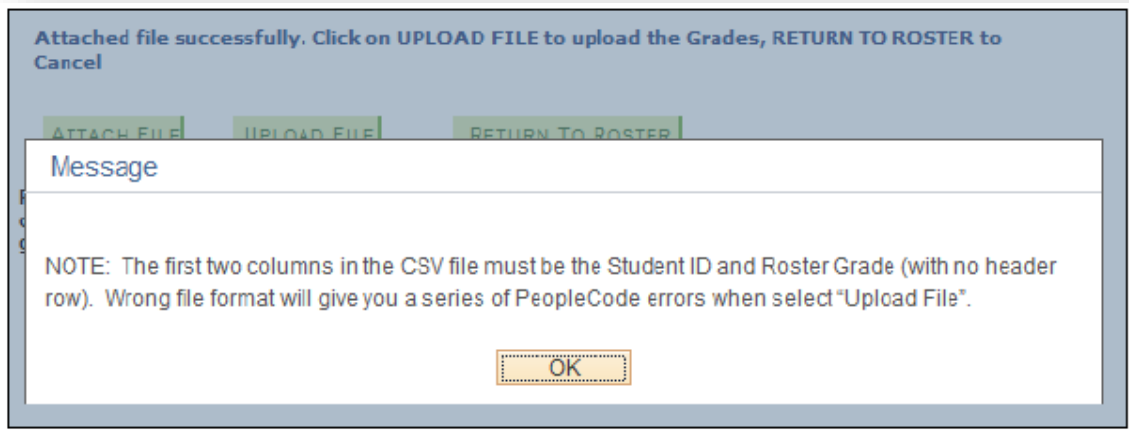 Attached file successfully. Click on UPLOAD FILE to upload the Grades, RETURN TO ROSTER to
Cancel
ATTACH FILE UPLOAD FILE RETURN TO ROSTER
Message
NOTE: The first two columns in the CSV file must be the Student ID and Roster Grade (with no header
row). Wrong file format will give you a series of PeopleCode errors when select “Upload File”.
OK